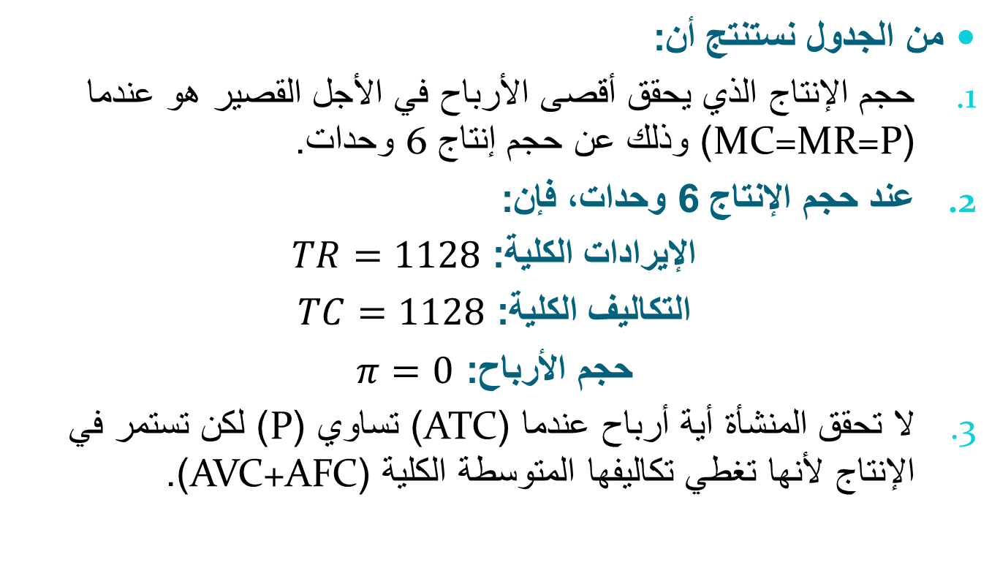 • من الجدول نستنتج أن:
1. حجم الإنتاج الذي يحقق أقصى الأرباح في الأجل القصير هو عندما
(MC=MR=P) وذلك عن حجم إنتاج 6 وحدات.
2. عند حجم الإنتاج 6 وحدات، فإن:
الإيرادات الكلية: TR = 1128
التكاليف الكلية: TC = 1128
حجم الأرباح: π = 0
3. لا تحقق المنشأة أية أرباح عندما (ATC) تساوي (P) لكن تستمر في
الإنتاج لأنها تغطي تكاليفها المتوسطة الكلية (AVC+AFC).